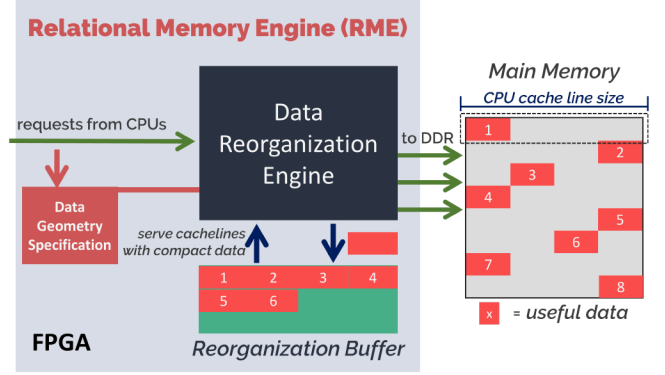 Relational Memory Engine (RME)
requests from CPUs
Data
Reorganization
Engine
to DDR
Data
Geometry
Specification
serve cachelines
with compact data
1 2 3 4
5 6
Reorganization Buffer
FPGA
Main Memory
CPU cache line size
1
2
3
4
5
6
7
8
x = useful data